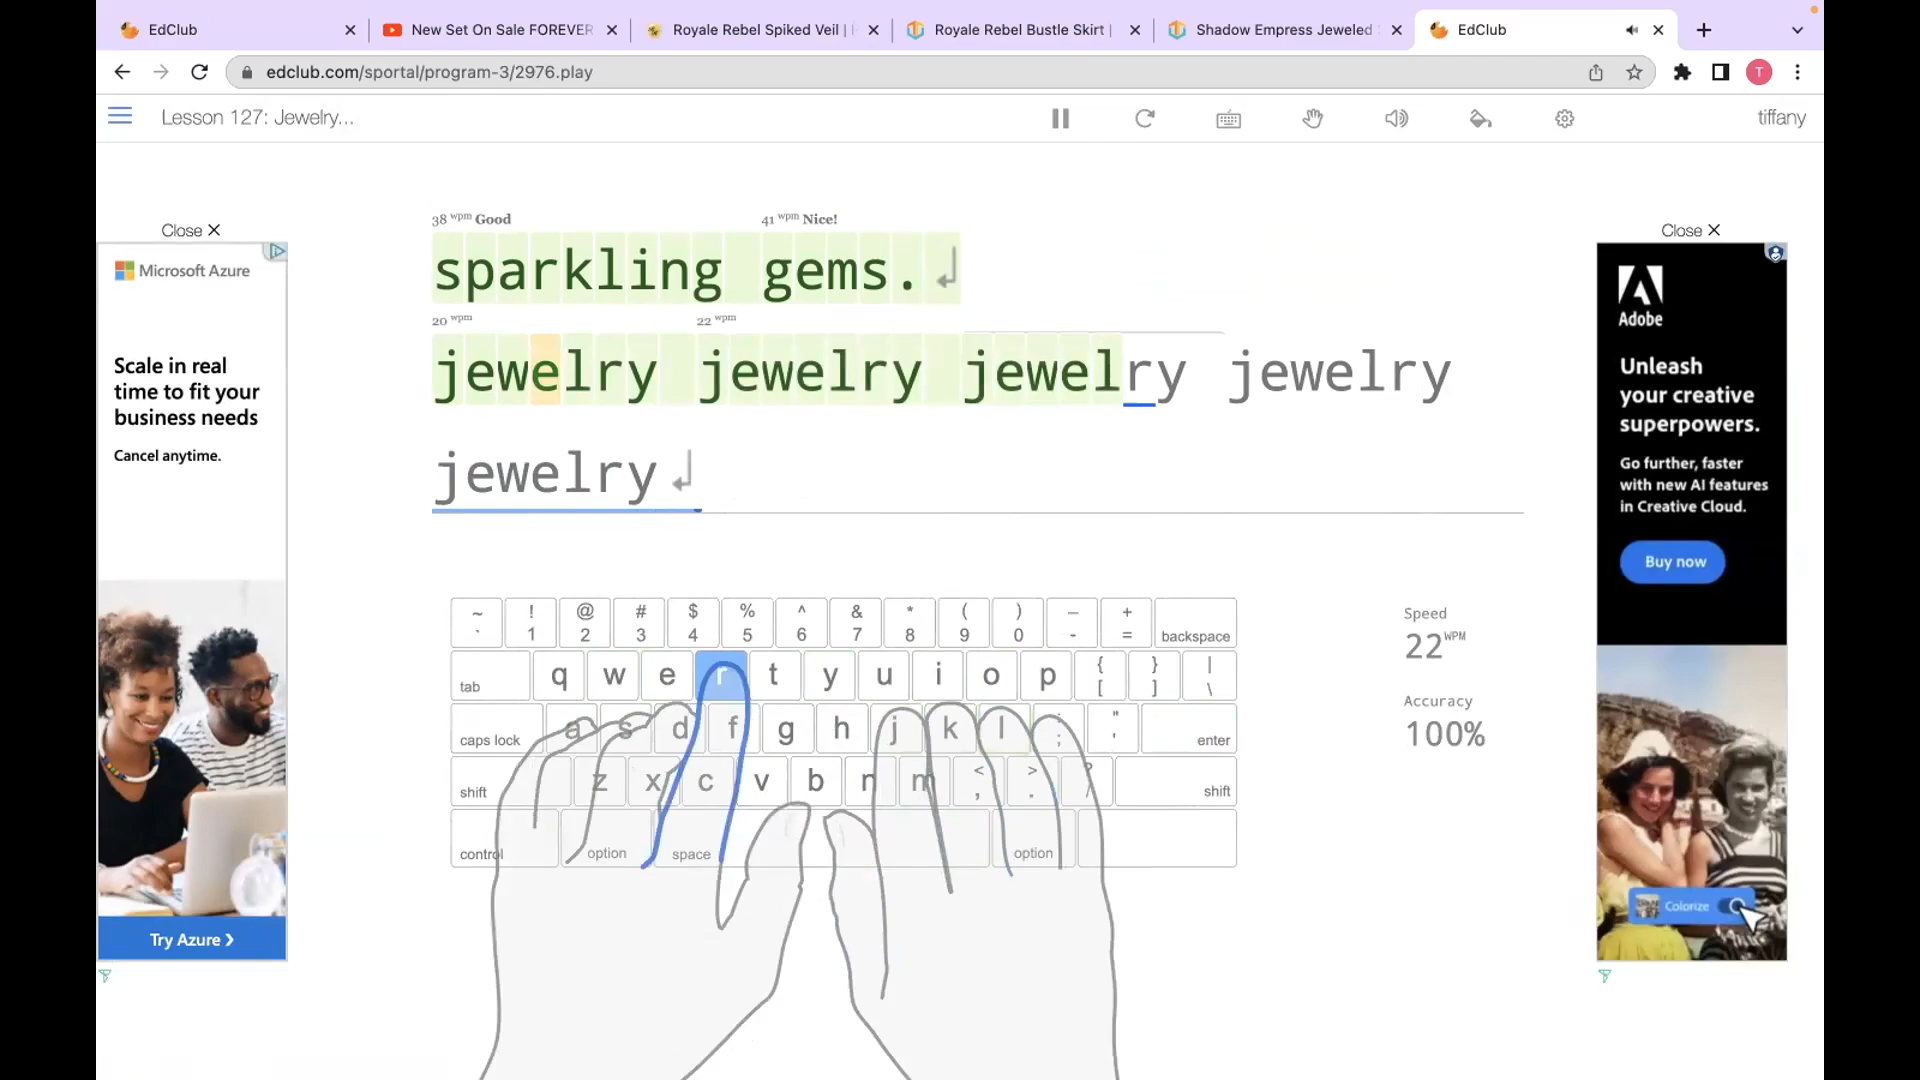 EdClub
New Set On Sale FOREVER
Royale Rebel Spiked Veil |
Royale Rebel Bustle Skirt |
Shadow Empress Jeweled
EdClub
edclub.com/sportal/program-3/2976.play
T
Lesson 127: Jewelry...
tiffany
Close
Microsoft Azure
Scale in real
time to fit your
business needs
Cancel anytime.
Try Azure
38 wpm Good 41 wpm Nice!
sparkling gems.
20 wpm 22 wpm
jewelry jewelry jewelry jewelry
jewelry
~ ! @ # $ % ^ & * ( ) – +
` 1 2 3 4 5 6 7 8 9 0 - = backspace
tab q w e r t y u i o p { [ } ] | \
caps lock a s d f g h j k l ; " ' enter
shift z x c v b n m < , > . ? / shift
control option space option
Speed
22 WPM
Accuracy
100%
Close
Adobe
Unleash
your creative
superpowers.
Go further, faster
with new AI features
in Creative Cloud.
Buy now
Colorize